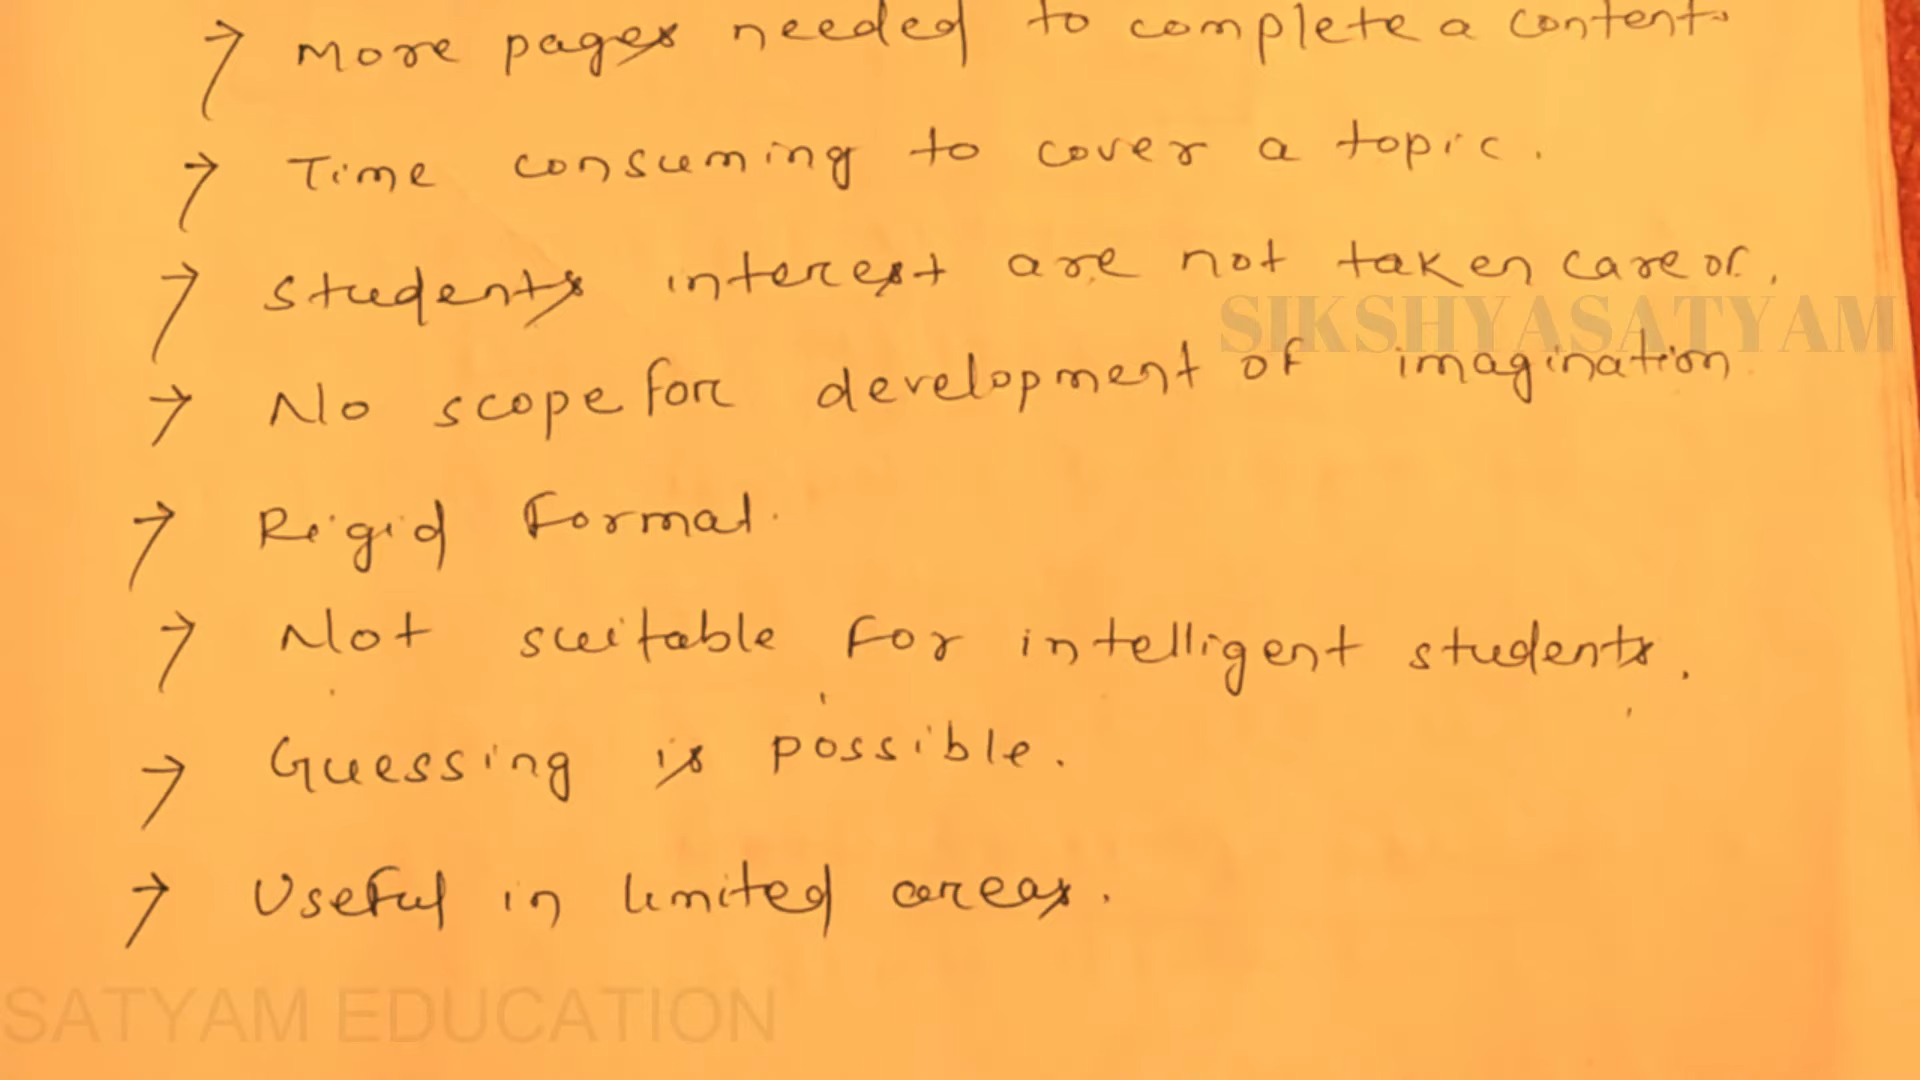 → More pages needed to complete a content.
→ Time consuming to cover a topic.
→ Students interest are not taken care of.
SIKSHYASATYAM
→ No scope for development of imagination
→ Rigid Format.
→ Not suitable for intelligent students.
→ Guessing is possible.
→ Useful in limited areas.
SATYAM EDUCATION